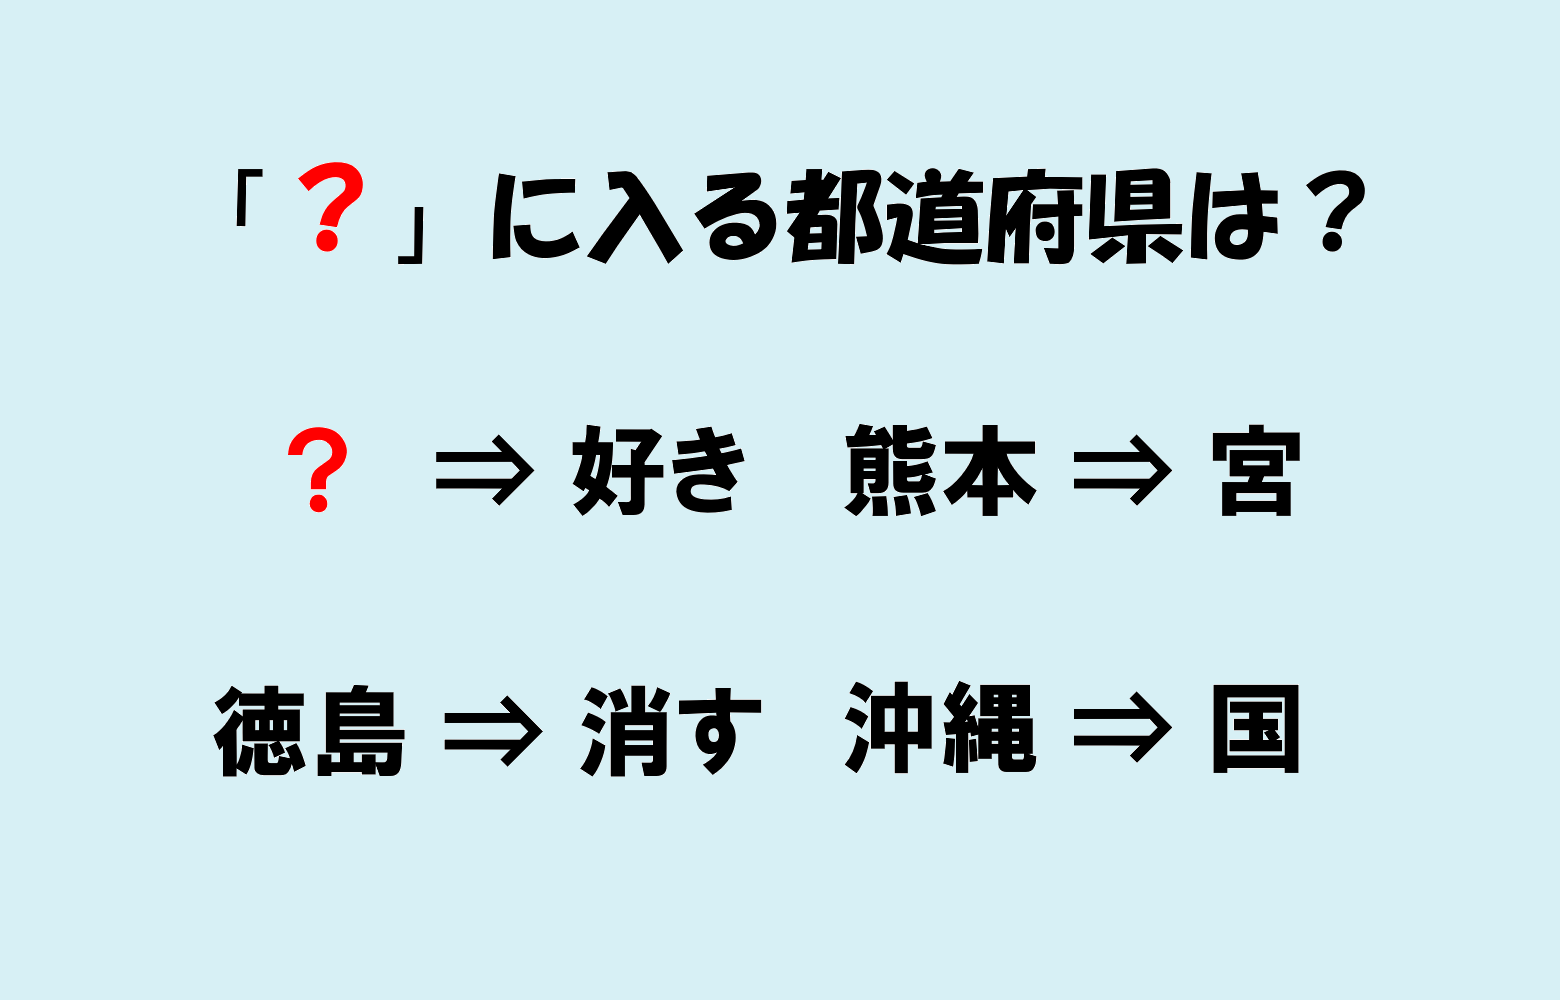 「？」に入る都道府県は？
？ ⇒ 好き 熊本 ⇒ 宮
徳島 ⇒ 消す 沖縄 ⇒ 国